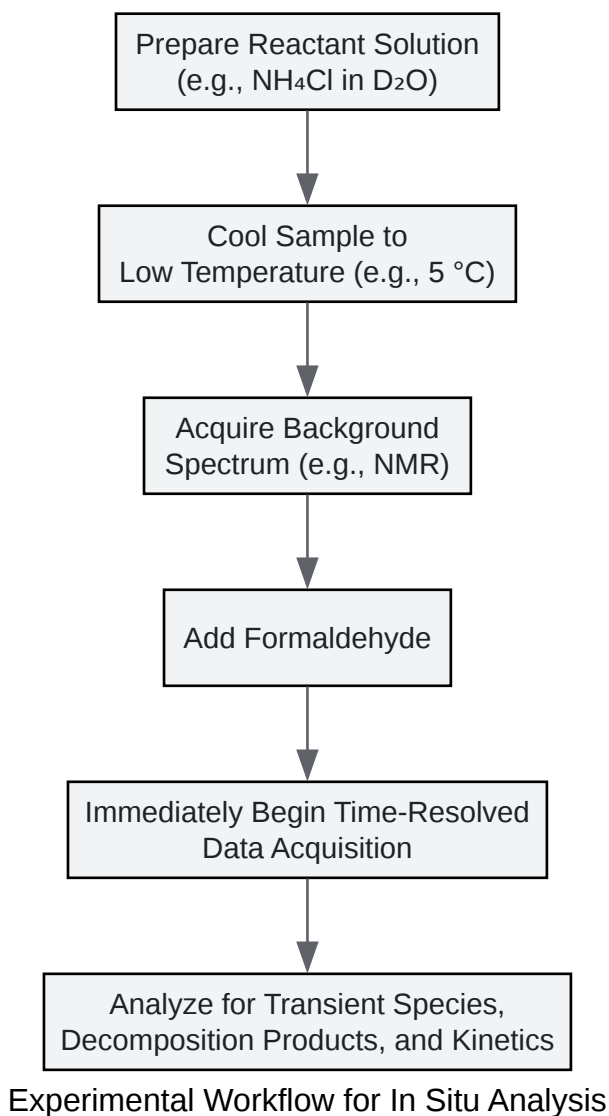 Prepare Reactant Solution
(e.g., NH₄Cl in D₂O)
Cool Sample to
Low Temperature (e.g., 5 °C)
Acquire Background
Spectrum (e.g., NMR)
Add Formaldehyde
Immediately Begin Time-Resolved
Data Acquisition
Analyze for Transient Species,
Decomposition Products, and Kinetics
Experimental Workflow for In Situ Analysis